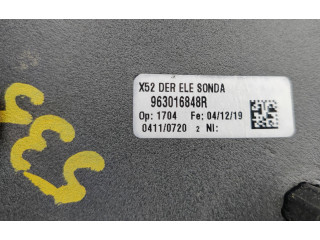 X52 DER ELE SONDA
963016848R
Op: 1704 Fe: 04/12/19
0411/0720 2 NI: